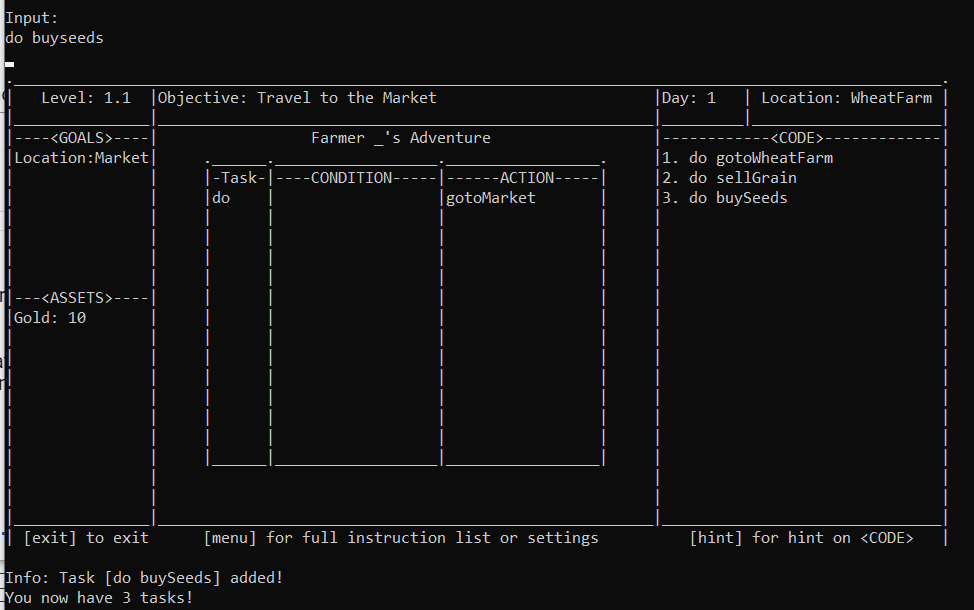 Input:
do buyseeds
Level: 1.1 |Objective: Travel to the Market |Day: 1 | Location: WheatFarm
----<GOALS>---- Farmer _'s Adventure ------------<CODE>-------------
Location:Market 1. do gotoWheatFarm
-Task-|----CONDITION-----|------ACTION----- 2. do sellGrain
do gotoMarket 3. do buySeeds
---<ASSETS>----
Gold: 10
[exit] to exit [menu] for full instruction list or settings [hint] for hint on <CODE>
Info: Task [do buySeeds] added!
You now have 3 tasks!